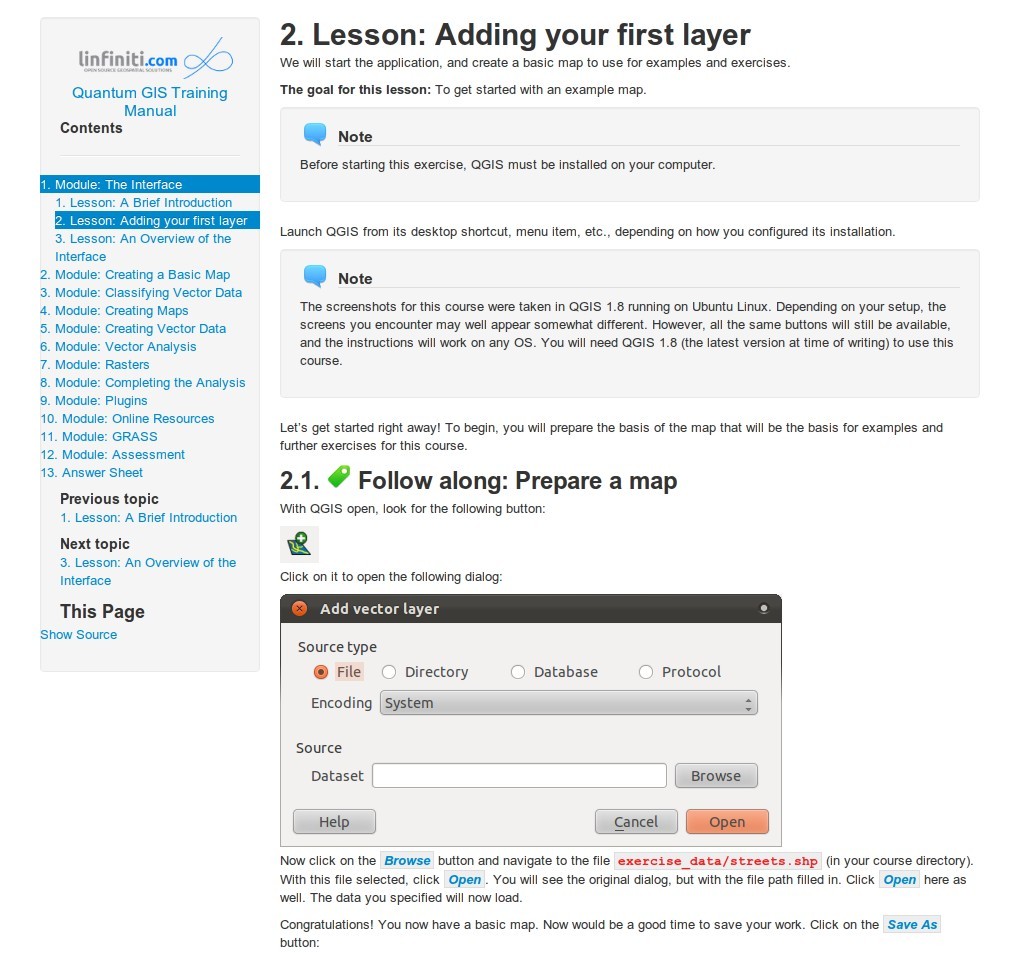 linfiniti.com
OPEN SOURCE GEOSPATIAL SOLUTIONS
Quantum GIS Training
Manual
Contents
1. Module: The Interface
1. Lesson: A Brief Introduction
2. Lesson: Adding your first layer
3. Lesson: An Overview of the
Interface
2. Module: Creating a Basic Map
3. Module: Classifying Vector Data
4. Module: Creating Maps
5. Module: Creating Vector Data
6. Module: Vector Analysis
7. Module: Rasters
8. Module: Completing the Analysis
9. Module: Plugins
10. Module: Online Resources
11. Module: GRASS
12. Module: Assessment
13. Answer Sheet
Previous topic
1. Lesson: A Brief Introduction
Next topic
3. Lesson: An Overview of the
Interface
This Page
Show Source
2. Lesson: Adding your first layer
We will start the application, and create a basic map to use for examples and exercises.
The goal for this lesson: To get started with an example map.
Note
Before starting this exercise, QGIS must be installed on your computer.
Launch QGIS from its desktop shortcut, menu item, etc., depending on how you configured its installation.
Note
The screenshots for this course were taken in QGIS 1.8 running on Ubuntu Linux. Depending on your setup, the
screens you encounter may well appear somewhat different. However, all the same buttons will still be available,
and the instructions will work on any OS. You will need QGIS 1.8 (the latest version at time of writing) to use this
course.
Let’s get started right away! To begin, you will prepare the basis of the map that will be the basis for examples and
further exercises for this course.
2.1. Follow along: Prepare a map
With QGIS open, look for the following button:
Click on it to open the following dialog:
Add vector layer
Source type
File Directory Database Protocol
Encoding System
Source
Dataset Browse
Help Cancel Open
Now click on the Browse button and navigate to the file exercise_data/streets.shp (in your course directory).
With this file selected, click Open. You will see the original dialog, but with the file path filled in. Click Open here as
well. The data you specified will now load.
Congratulations! You now have a basic map. Now would be a good time to save your work. Click on the Save As
button: